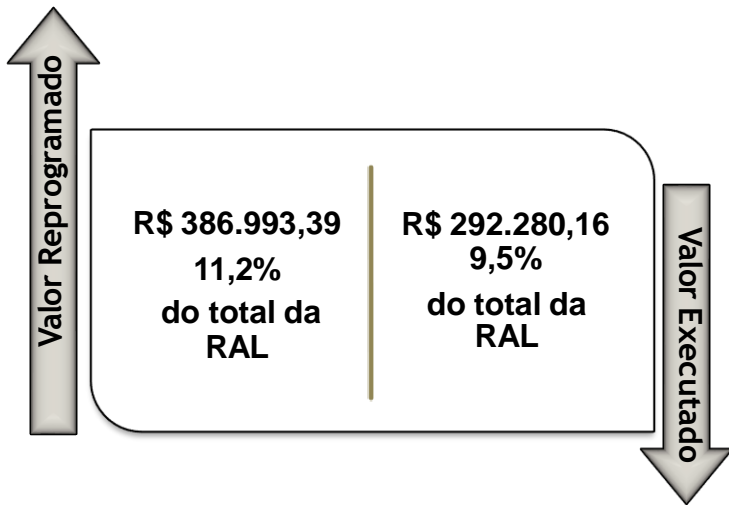 Valor Reprogramado
R$ 386.993,39
11,2%
do total da
RAL
R$ 292.280,16
9,5%
do total da
RAL
Valor Executado